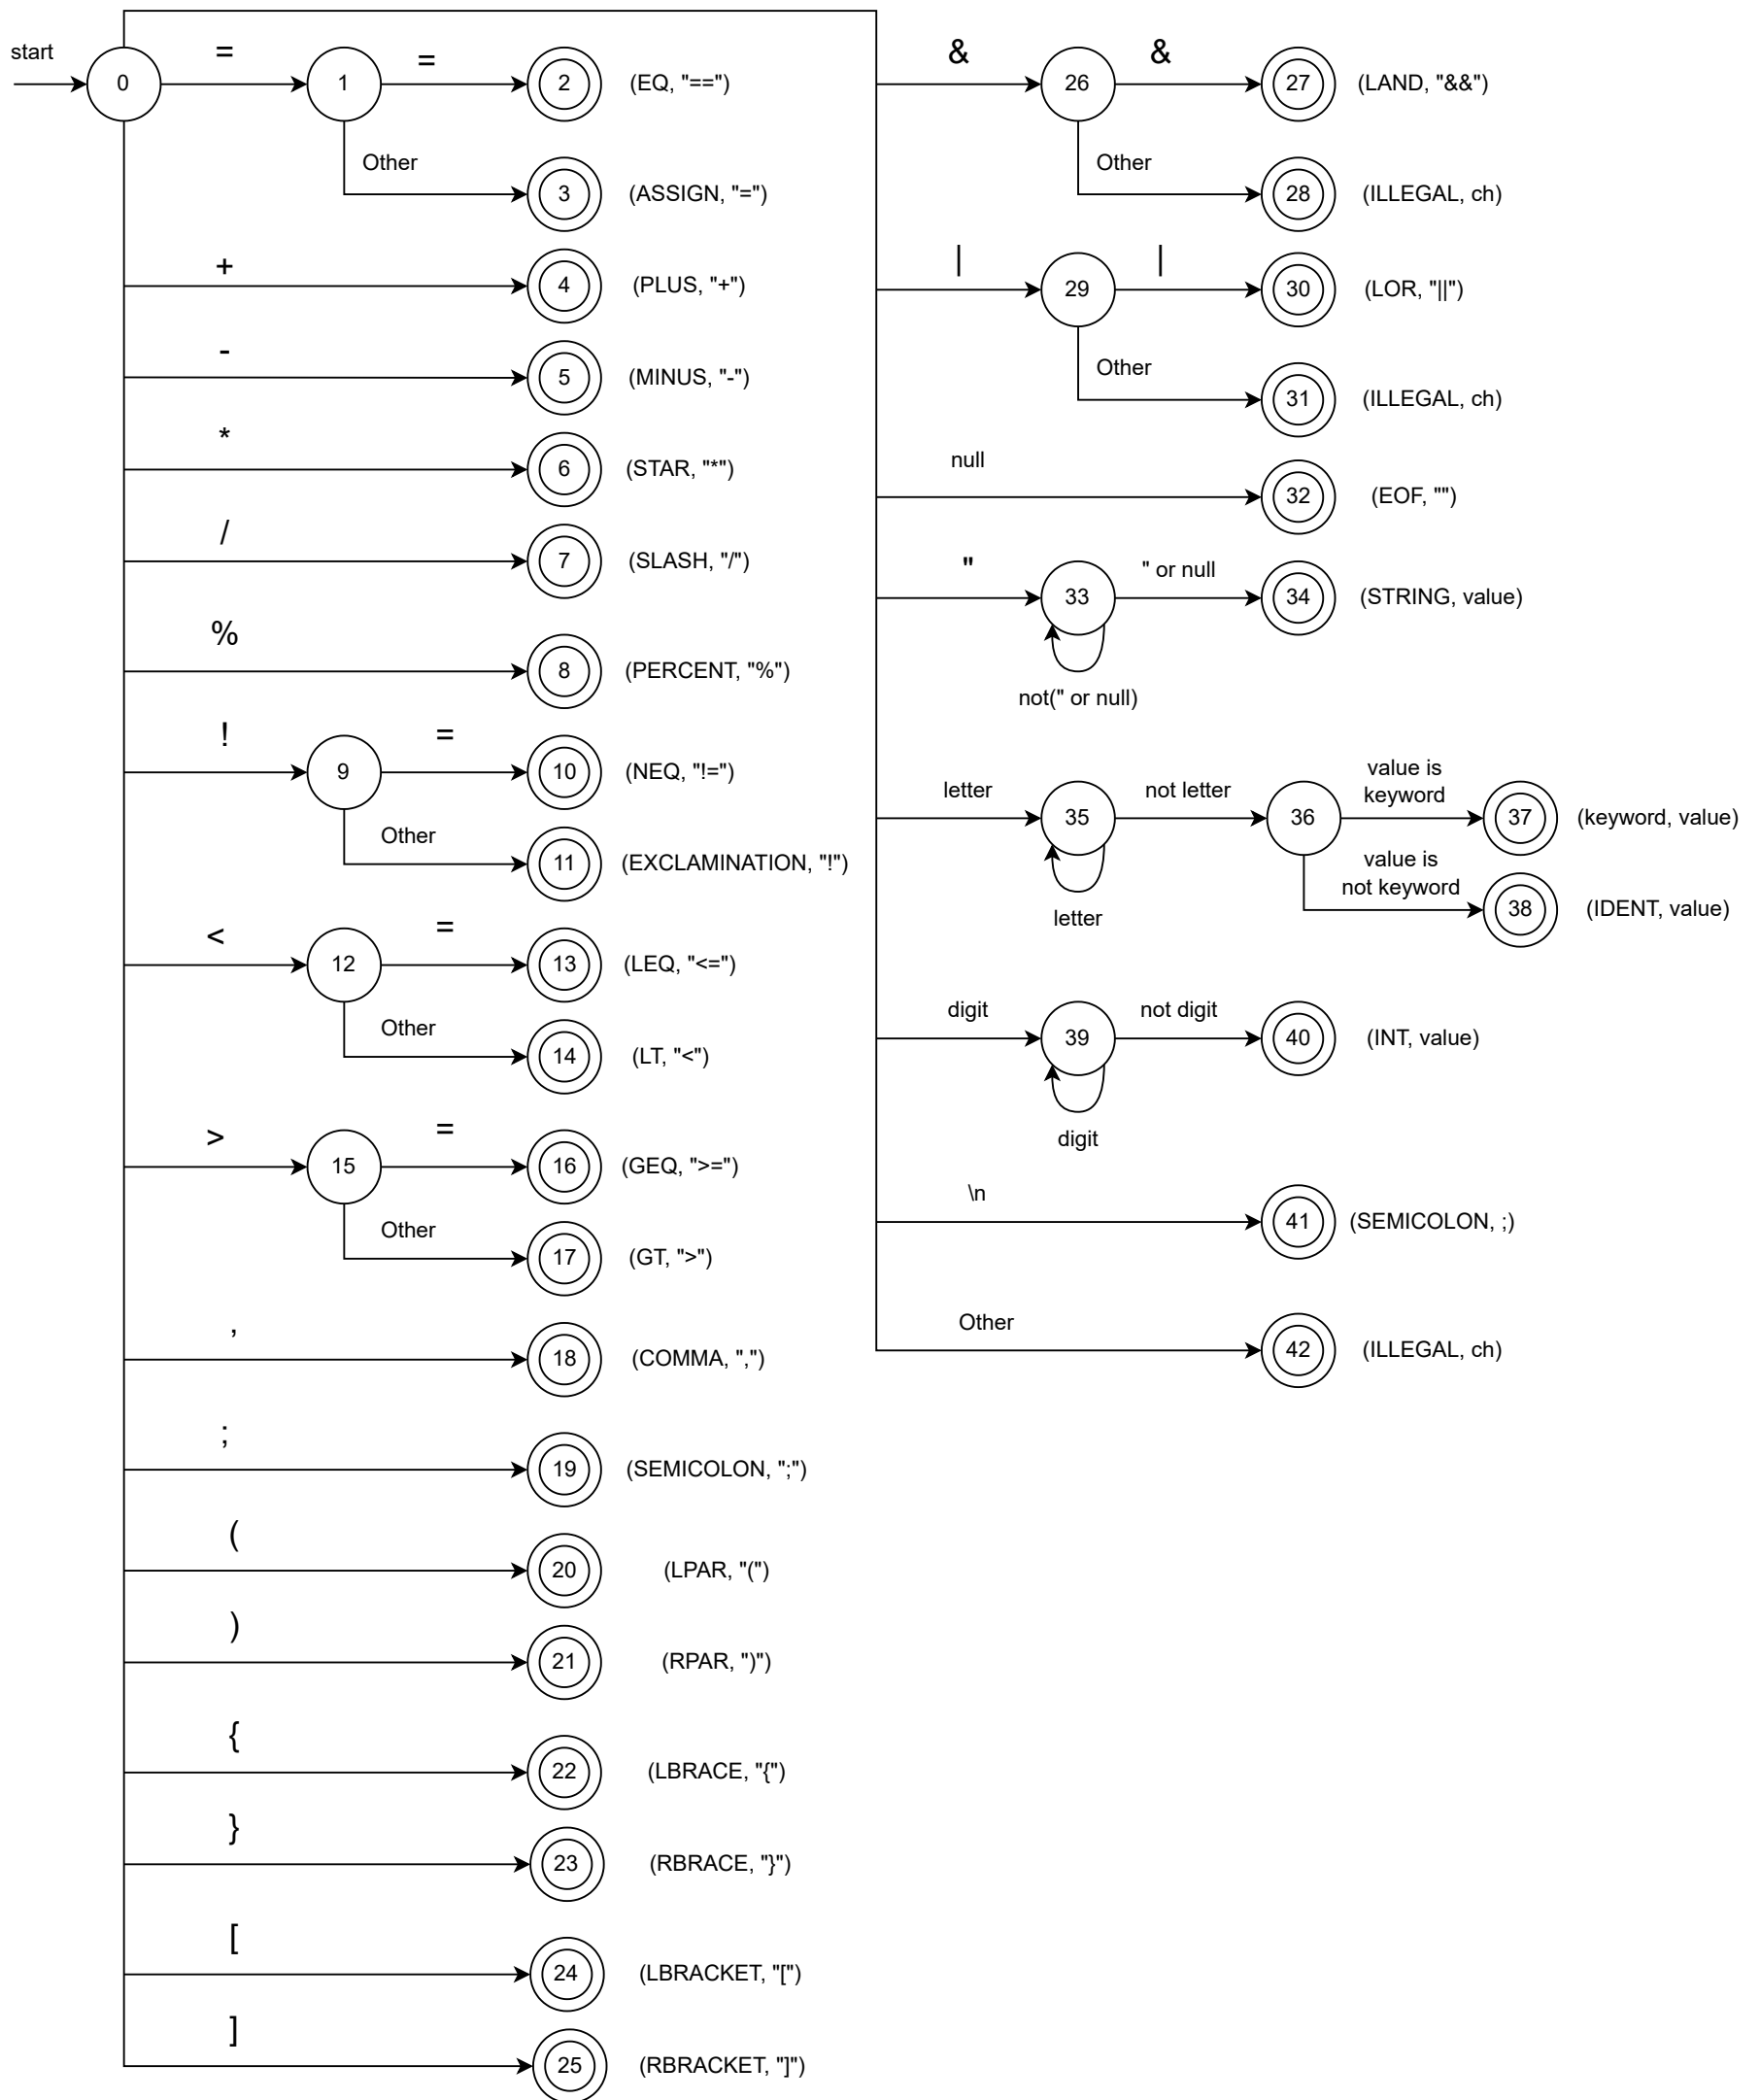 start
0
=
1
=
2
(EQ, "==")
Other
3
(ASSIGN, "=")
+
4
(PLUS, "+")
-
5
(MINUS, "-")
*
6
(STAR, "*")
/
7
(SLASH, "/")
%
8
(PERCENT, "%")
!
9
=
10
(NEQ, "!=")
Other
11
(EXCLAMINATION, "!")
<
12
=
13
(LEQ, "<=")
Other
14
(LT, "<")
>
15
=
16
(GEQ, ">=")
Other
17
(GT, ">")
,
18
(COMMA, ",")
;
19
(SEMICOLON, ";")
(
20
(LPAR, "(")
)
21
(RPAR, ")")
{
22
(LBRACE, "{")
}
23
(RBRACE, "}")
[
24
(LBRACKET, "[")
]
25
(RBRACKET, "]")
&
26
&
27
(LAND, "&&")
Other
28
(ILLEGAL, ch)
|
29
|
30
(LOR, "||")
Other
31
(ILLEGAL, ch)
null
32
(EOF, "")
"
33
" or null
34
(STRING, value)
not(" or null)
letter
35
not letter
36
value is
keyword
37
(keyword, value)
letter
value is
not keyword
38
(IDENT, value)
digit
39
not digit
40
(INT, value)
digit
\n
41
(SEMICOLON, ;)
Other
42
(ILLEGAL, ch)